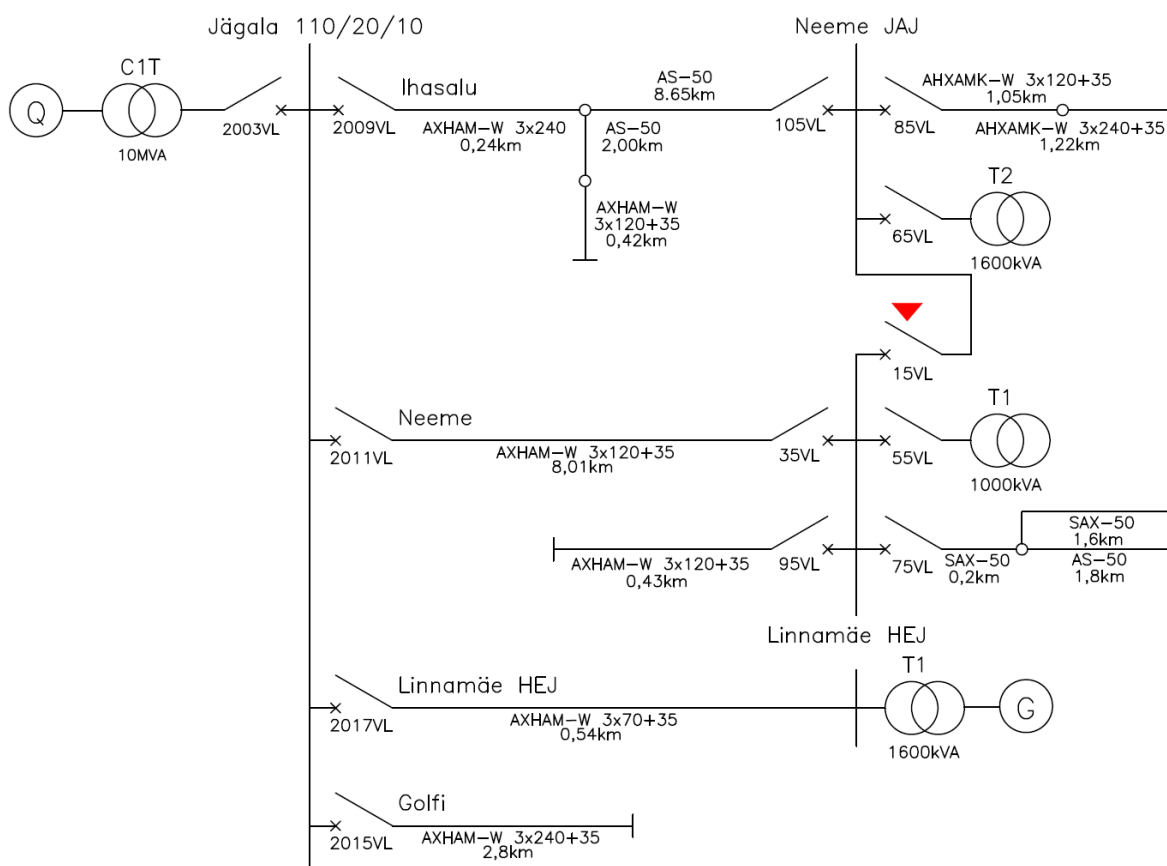 Jägala 110/20/10
Neeme JAJ
C1T
Q
10MVA
2003VL
2009VL
Ihasalu
AXHAM-W 3x240
0,24km
AS-50
8.65km
AS-50
2,00km
AXHAM-W
3x120+35
0,42km
105VL
85VL
AHXAMK-W 3x120+35
1,05km
AHXAMK-W 3x240+35
1,22km
T2
65VL
1600kVA
15VL
Neeme
2011VL
AXHAM-W 3x120+35
8,01km
35VL
55VL
T1
1000kVA
AXHAM-W 3x120+35
0,43km
95VL
75VL
SAX-50
0,2km
SAX-50
1,6km
AS-50
1,8km
Linnamäe HEJ
Linnamäe HEJ
2017VL
AXHAM-W 3x70+35
0,54km
T1
G
1600kVA
Golfi
2015VL
AXHAM-W 3x240+35
2,8km